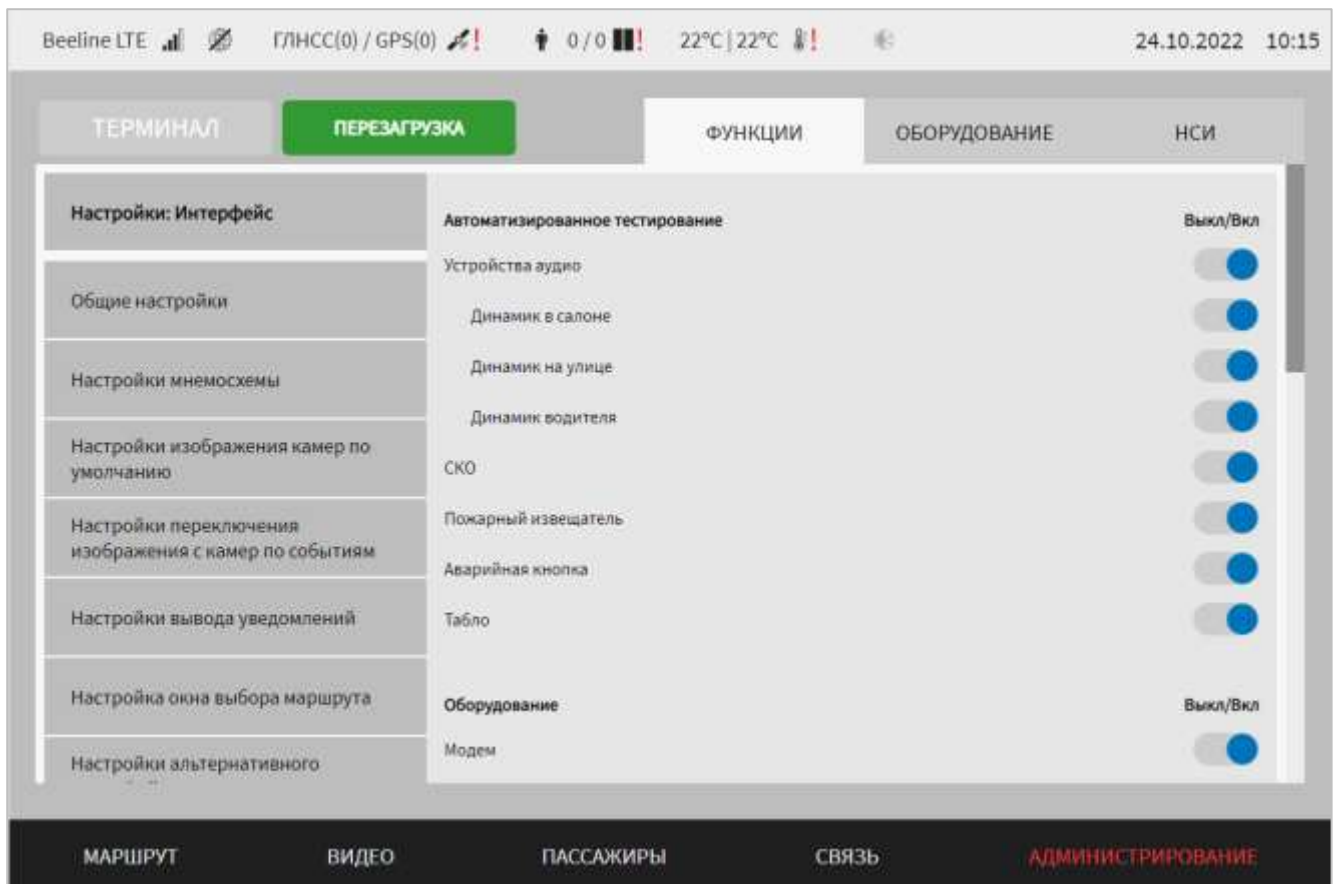 Beeline LTE ГЛНСС(0) / GPS(0) ! 0 / 0 ! 22°C | 22°C ! 24.10.2022 10:15
ТЕРМИНАЛ ПЕРЕЗАГРУЗКА ФУНКЦИИ ОБОРУДОВАНИЕ НСИ
Настройки: Интерфейс
Общие настройки
Настройки мнемосхемы
Настройки изображения камер по
умолчанию
Настройки переключения
изображения с камер по событиям
Настройки вывода уведомлений
Настройка окна выбора маршрута
Настройки альтернативного
Автоматизированное тестирование Выкл/Вкл
Устройства аудио
Динамик в салоне
Динамик на улице
Динамик водителя
СКО
Пожарный извещатель
Аварийная кнопка
Табло
Оборудование Выкл/Вкл
Модем
МАРШРУТ ВИДЕО ПАССАЖИРЫ СВЯЗЬ АДМИНИСТРИРОВАНИЕ